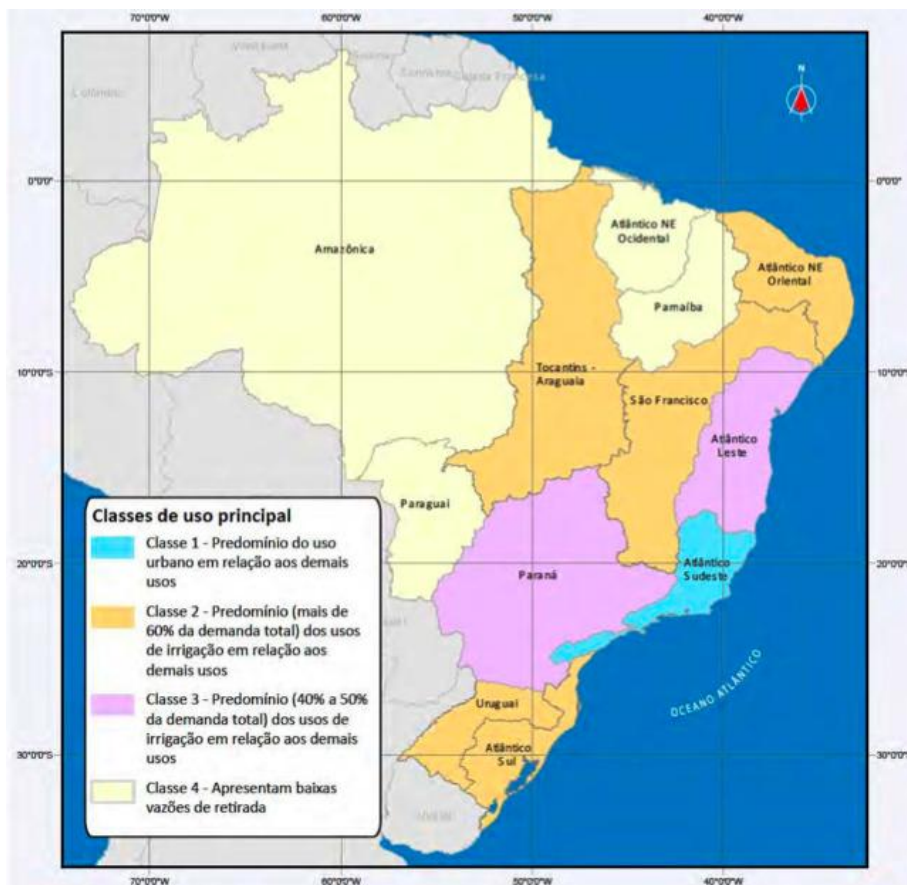 70°0'0"W 60°0'0"W 50°0'0"W 40°0'0"W
N
0°0'0" 0°0'0"
Atlântico NE
Ocidental
Amazônica
Atlântico NE
Oriental
Parnaíba
10°0'0"S 10°0'0"S
Tocantins -
Araguaia
São Francisco
Atlântico
Leste
Paraguai
Classes de uso principal
Classe 1 - Predomínio do uso
urbano em relação aos demais
usos
Classe 2 - Predomínio (mais de
60% da demanda total) dos usos
de irrigação em relação aos
demais usos
Classe 3 - Predomínio (40% a 50%
da demanda total) dos usos de
irrigação em relação aos demais
usos
Classe 4 - Apresentam baixas
vazões de retirada
20°0'0"S 20°0'0"S
Paraná
Atlântico
Sudeste
OCEANO ATLÂNTICO
Uruguai
Atlântico
Sul
30°0'0"S 30°0'0"S
70°0'0"W 60°0'0"W 50°0'0"W 40°0'0"W